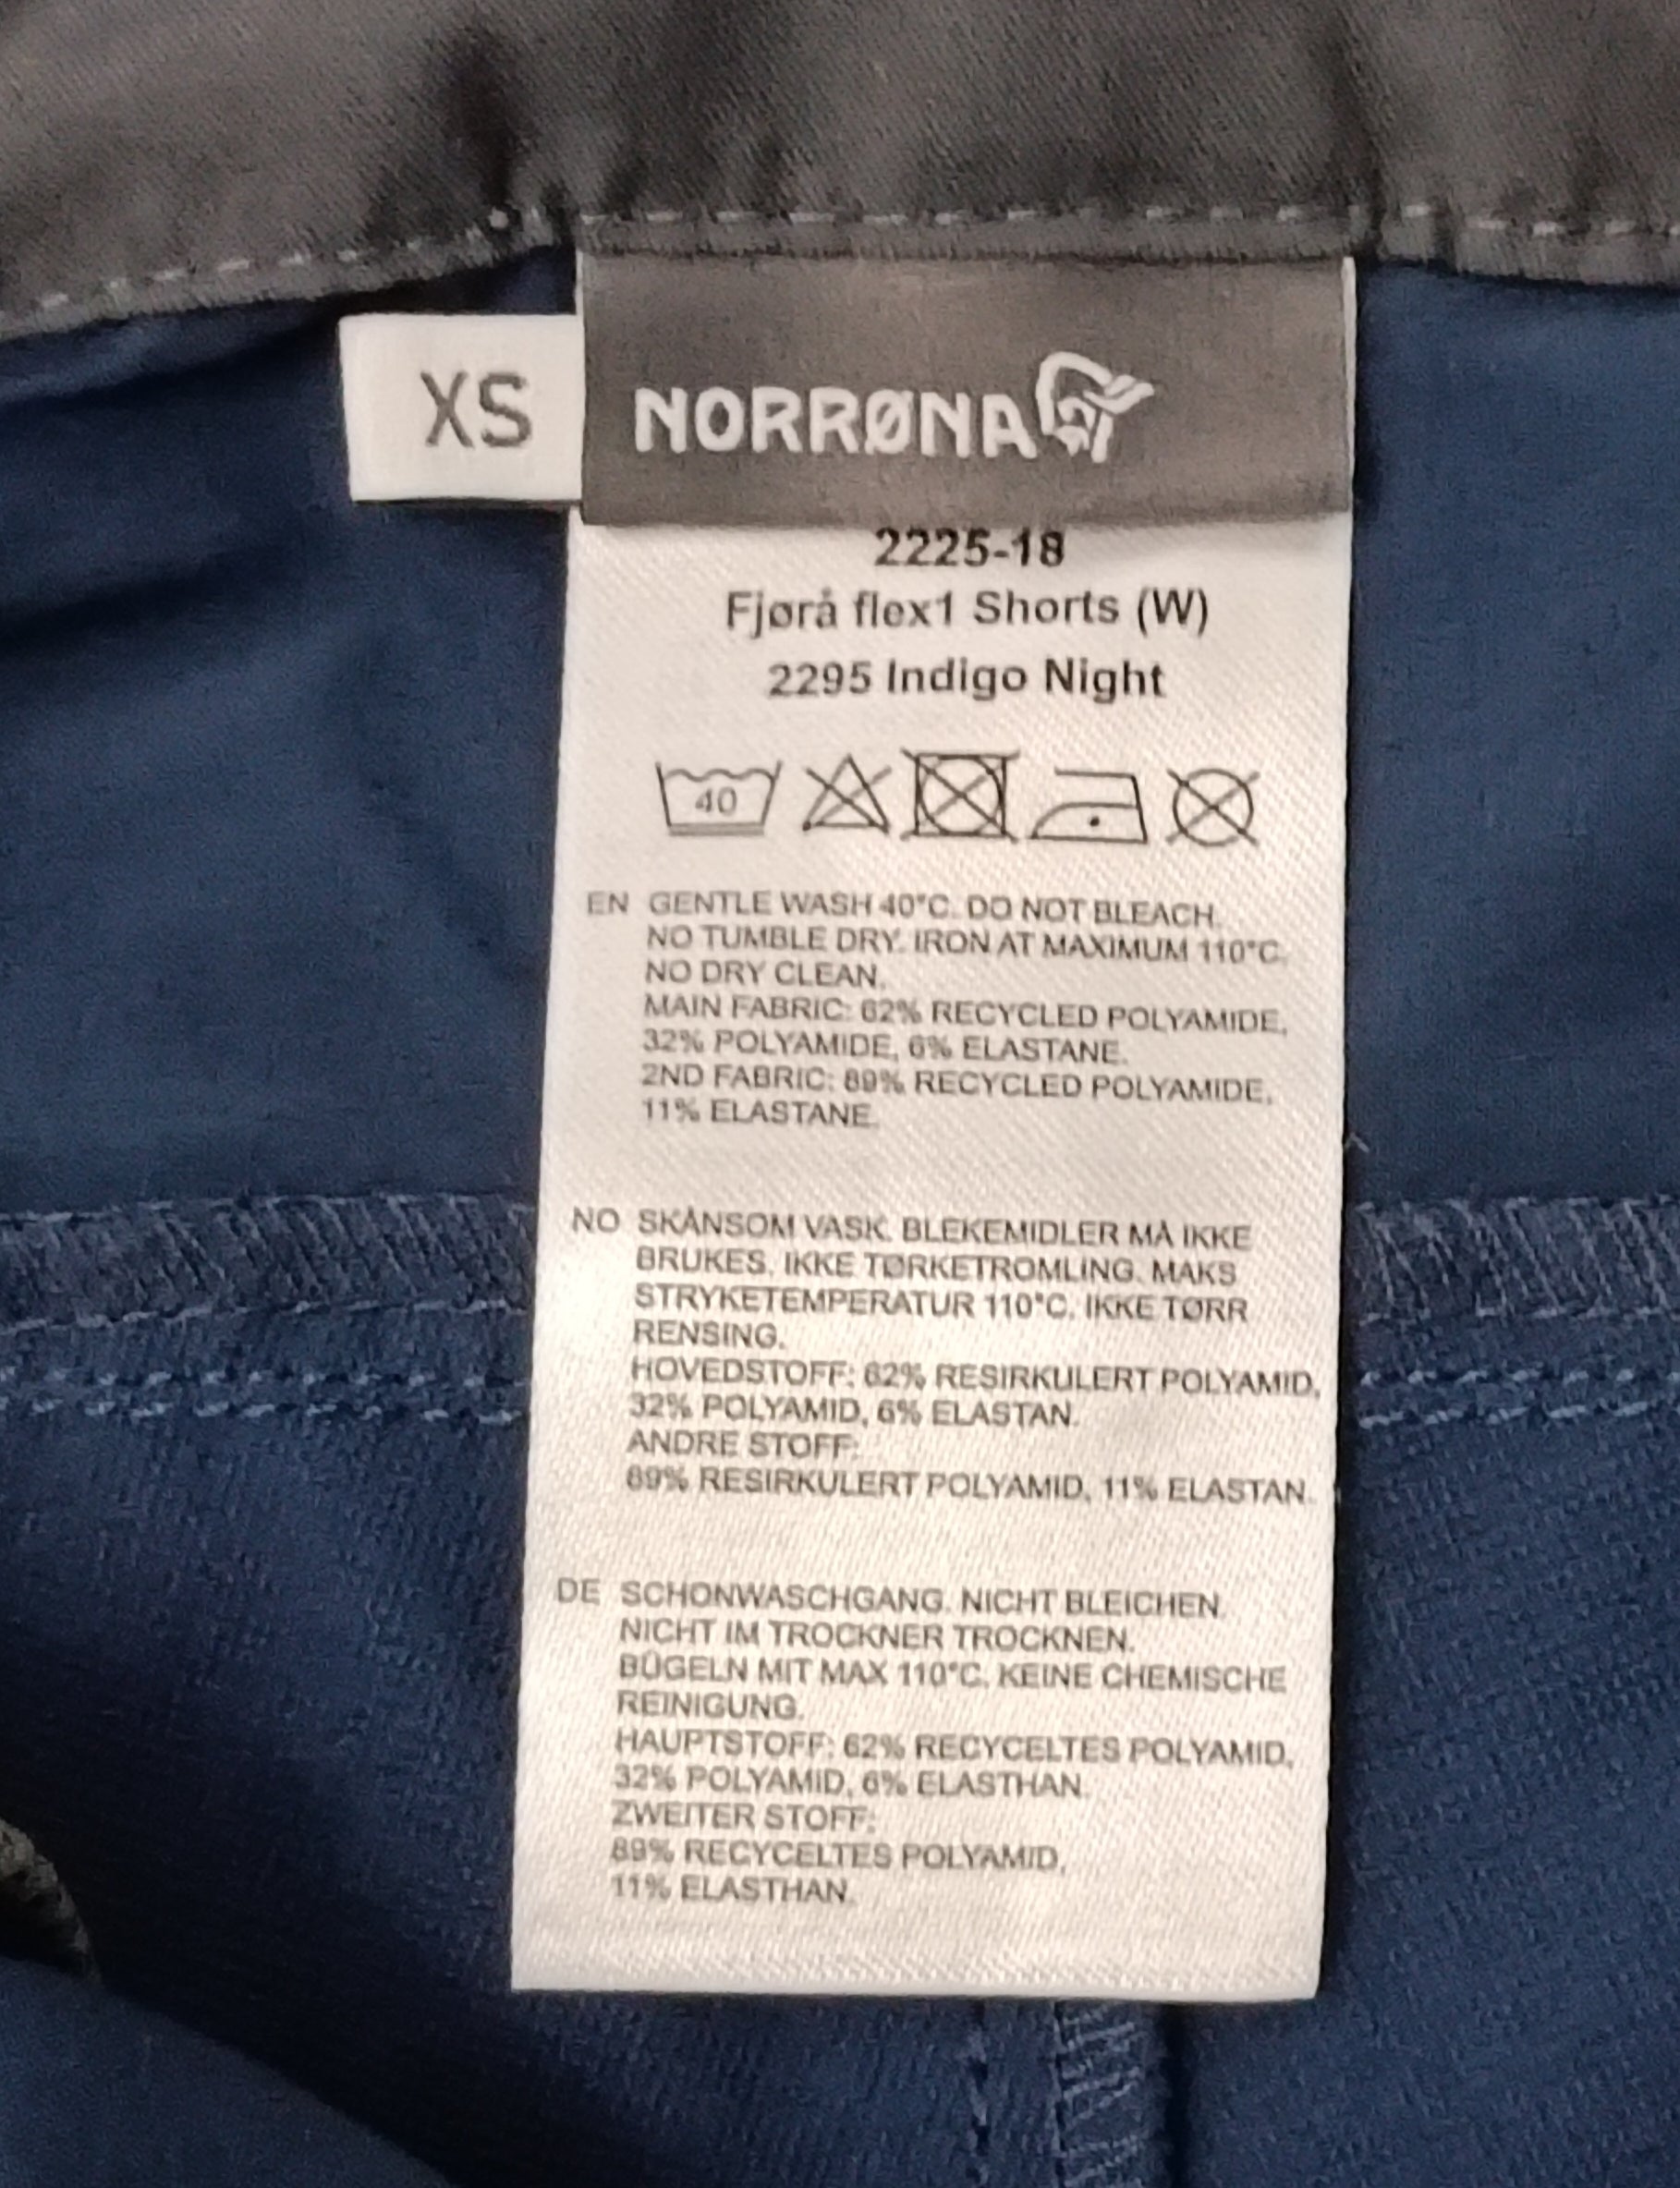 XS
NORRØNA
2225-18
Fjørå flex1 Shorts (W)
2295 Indigo Night
40
EN GENTLE WASH 40°C. DO NOT BLEACH.
NO TUMBLE DRY. IRON AT MAXIMUM 110°C.
NO DRY CLEAN.
MAIN FABRIC: 62% RECYCLED POLYAMIDE,
32% POLYAMIDE, 6% ELASTANE.
2ND FABRIC: 89% RECYCLED POLYAMIDE,
11% ELASTANE.
NO SKÅNSOM VASK. BLEKEMIDLER MÅ IKKE
BRUKES. IKKE TØRKETROMLING. MAKS
STRYKETEMPERATUR 110°C. IKKE TØRR
RENSING.
HOVEDSTOFF: 62% RESIRKULERT POLYAMID,
32% POLYAMID, 6% ELASTAN.
ANDRE STOFF:
89% RESIRKULERT POLYAMID, 11% ELASTAN.
DE SCHONWASCHGANG. NICHT BLEICHEN.
NICHT IM TROCKNER TROCKNEN.
BÜGELN MIT MAX 110°C. KEINE CHEMISCHE
REINIGUNG.
HAUPTSTOFF: 62% RECYCELTES POLYAMID,
32% POLYAMID, 6% ELASTHAN.
ZWEITER STOFF:
89% RECYCELTES POLYAMID,
11% ELASTHAN.